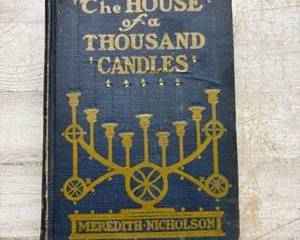 The HOUSE
of a
THOUSAND
CANDLES
MEREDITH·NICHOLSON